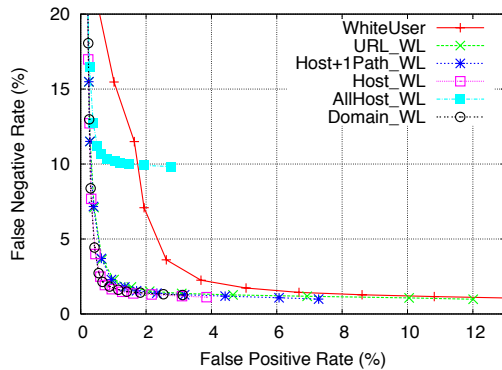 20
15
10
5
0
0
2
4
6
8
10
12
False Negative Rate (%)
False Positive Rate (%)
WhiteUser
URL_WL
Host+1Path_WL
Host_WL
AllHost_WL
Domain_WL